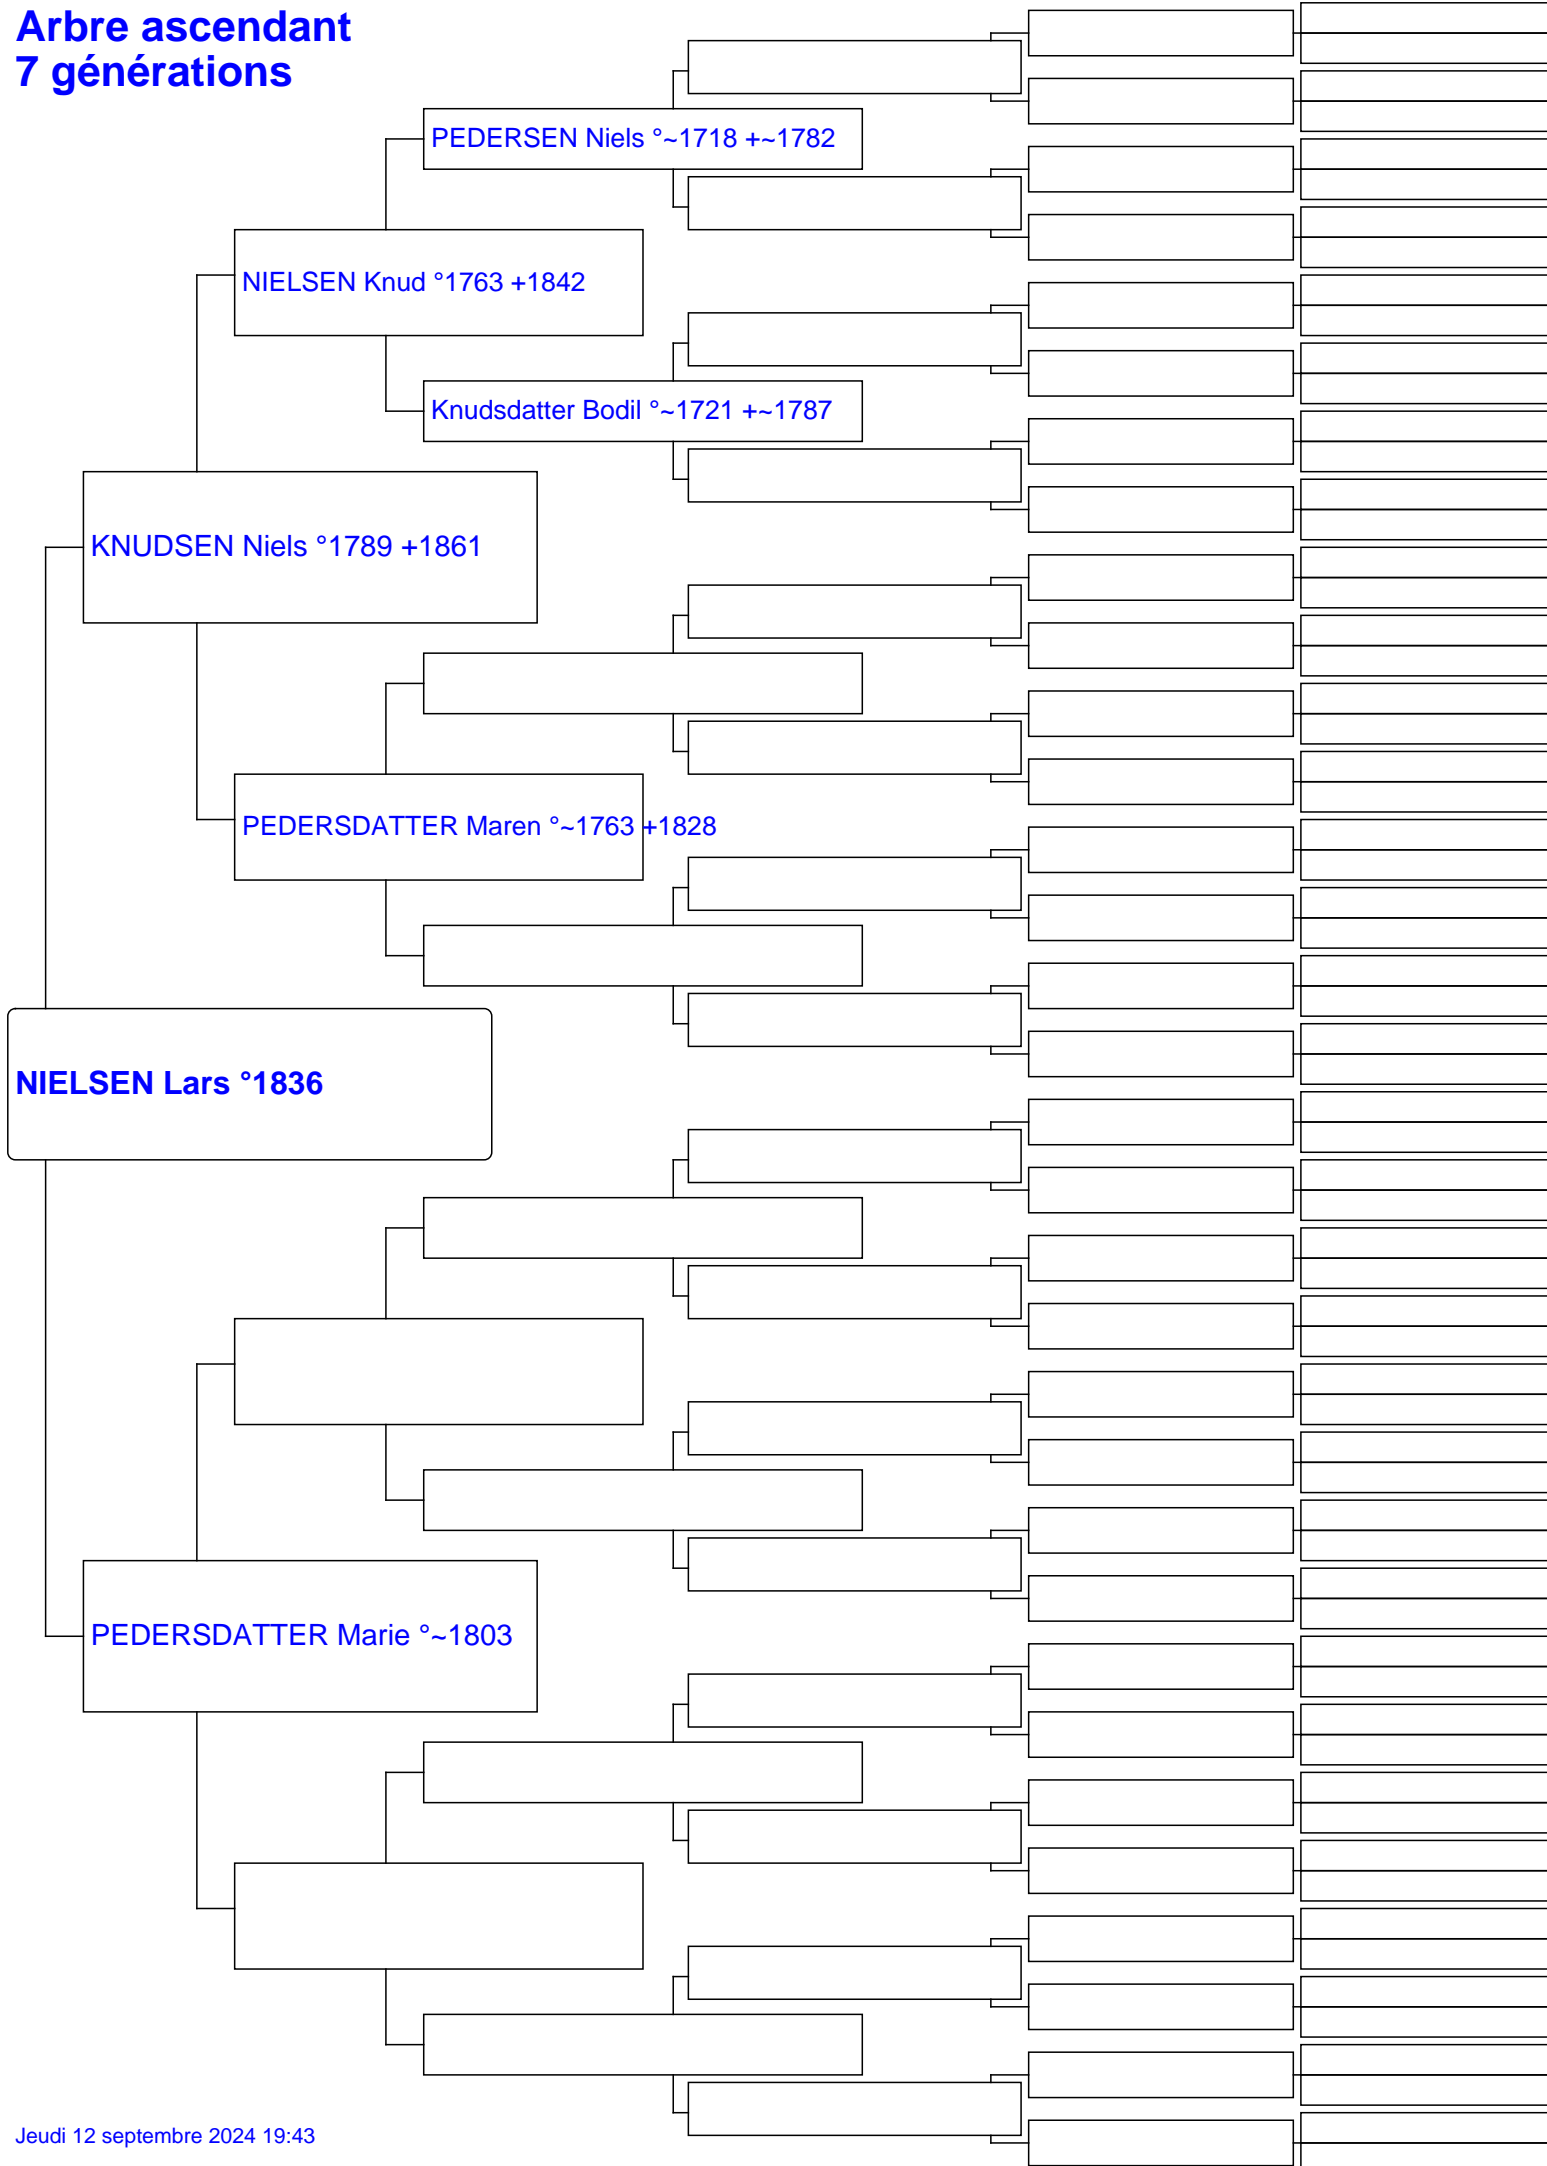 Arbre ascendant
7 générations
PEDERSEN Niels °~1718 +~1782
NIELSEN Knud °1763 +1842
Knudsdatter Bodil °~1721 +~1787
KNUDSEN Niels °1789 +1861
PEDERSDATTER Maren °~1763 +1828
NIELSEN Lars °1836
PEDERSDATTER Marie °~1803
Jeudi 12 septembre 2024 19:43